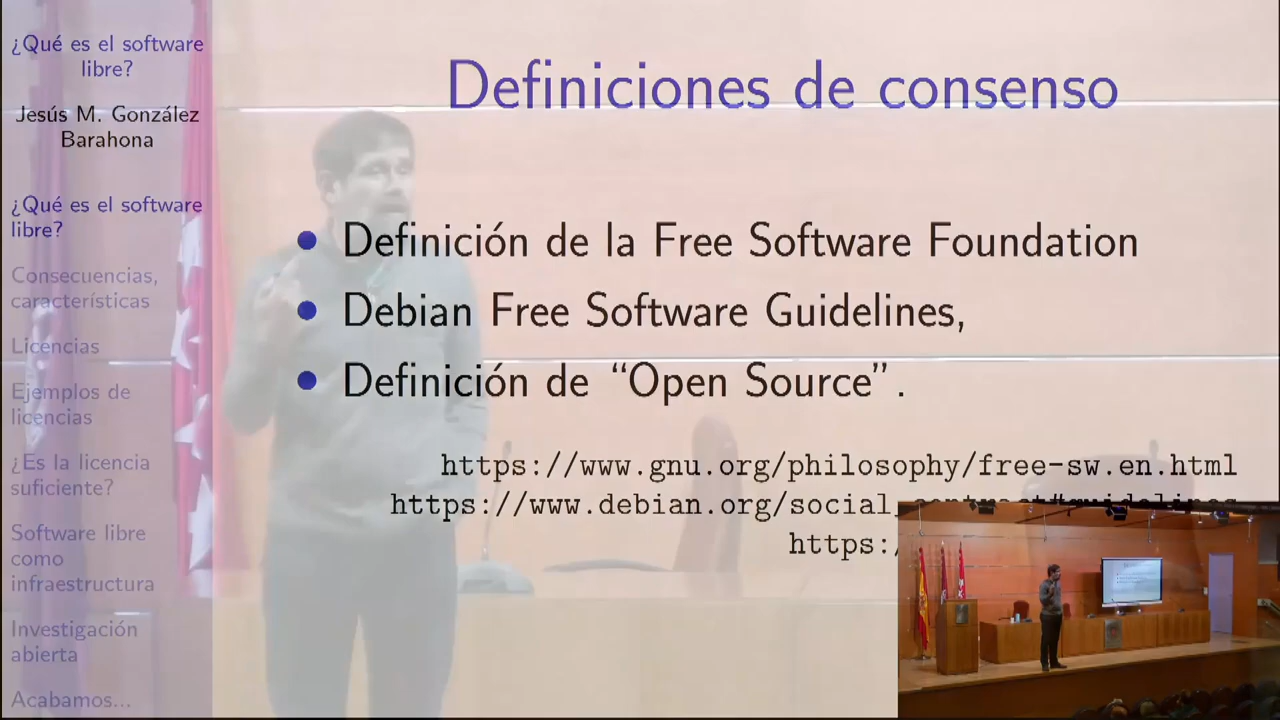 ¿Qué es el software
libre?
Jesús M. González
Barahona
¿Qué es el software
libre?
Consecuencias,
características
Licencias
Ejemplos de
licencias
¿Es la licencia
suficiente?
Software libre
como
infraestructura
Investigación
abierta
Acabamos...
Definiciones de consenso
• Definición de la Free Software Foundation
• Debian Free Software Guidelines,
• Definición de “Open Source”.
https://www.gnu.org/philosophy/free-sw.en.html
https://www.debian.org/social_contract#guidelines
https:/